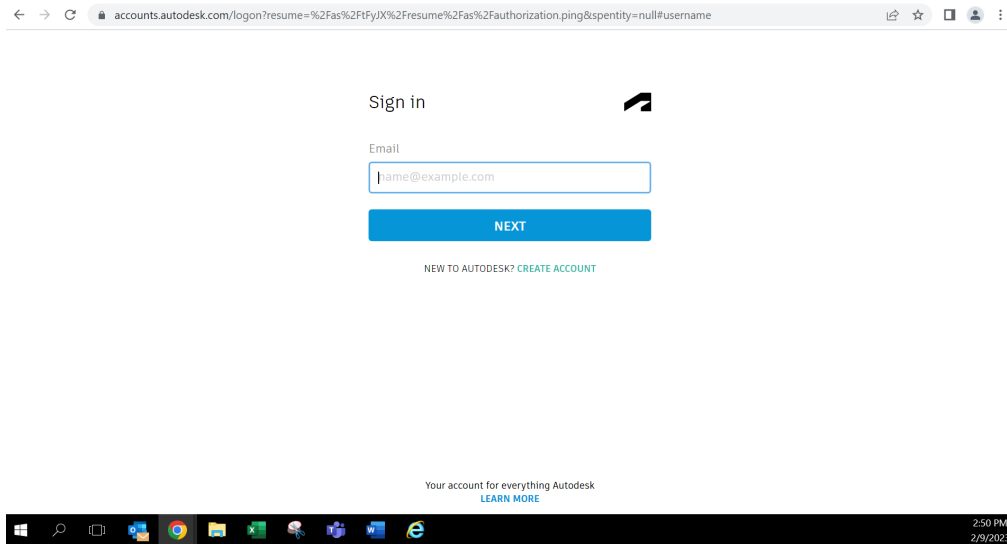 accounts.autodesk.com/logon?resume=%2Fas%2FtFyJX%2Fresume%2Fas%2Fauthorization.ping&spentity=null#username
Sign in
Email
name@example.com
NEXT
NEW TO AUTODESK? CREATE ACCOUNT
Your account for everything Autodesk
LEARN MORE
2:50 PM